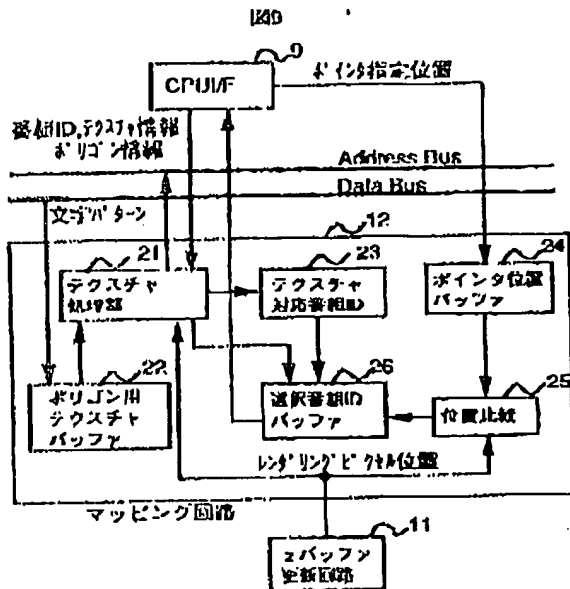 9
CPUI/F
ポインタ指定位置
番組ID,テクスチャ情報
ポリゴン情報
Address Bus
Data Bus
文字パターン
12
21
テクスチャ
処理器
23
テクスチャ
対応番組ID
24
ポインタ位置
バッファ
22
ポリゴン用
テクスチャ
バッファ
26
選択番組ID
バッファ
25
位置比較
レンダリングピクセル位置
マッピング回路
11
zバッファ
更新回路